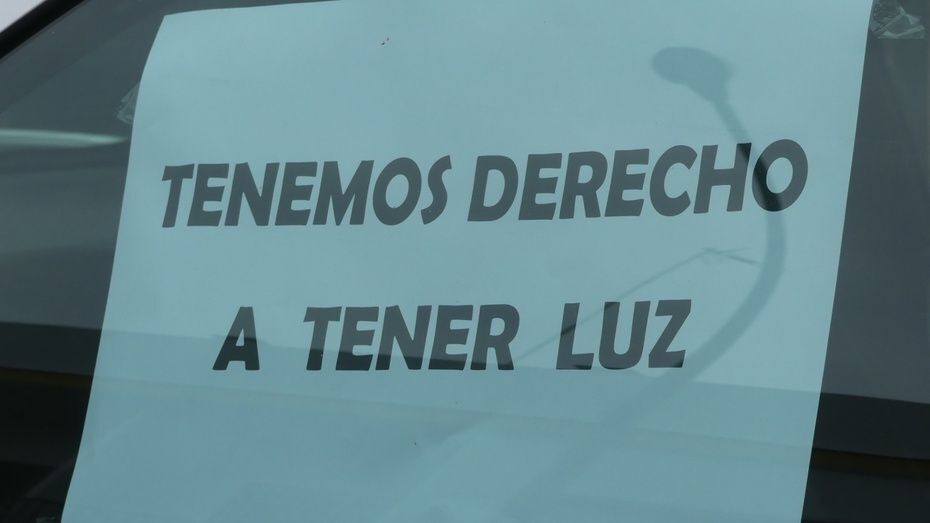 TENEMOS DERECHO
A TENER LUZ